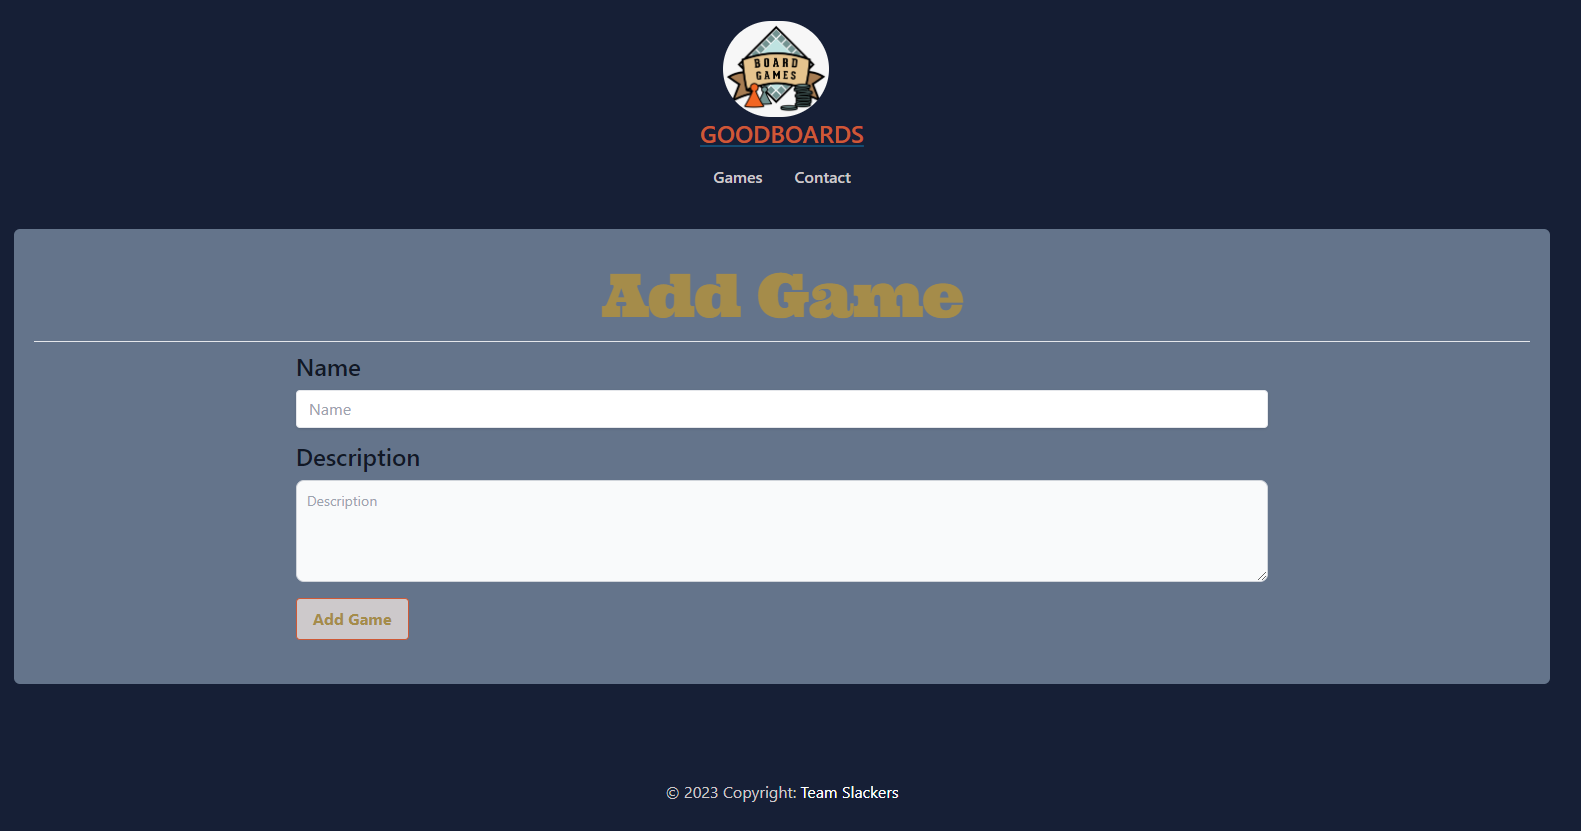 BOARD
GAMES
GOODBOARDS
Games Contact
Add Game
Name
Name
Description
Description
Add Game
© 2023 Copyright: Team Slackers